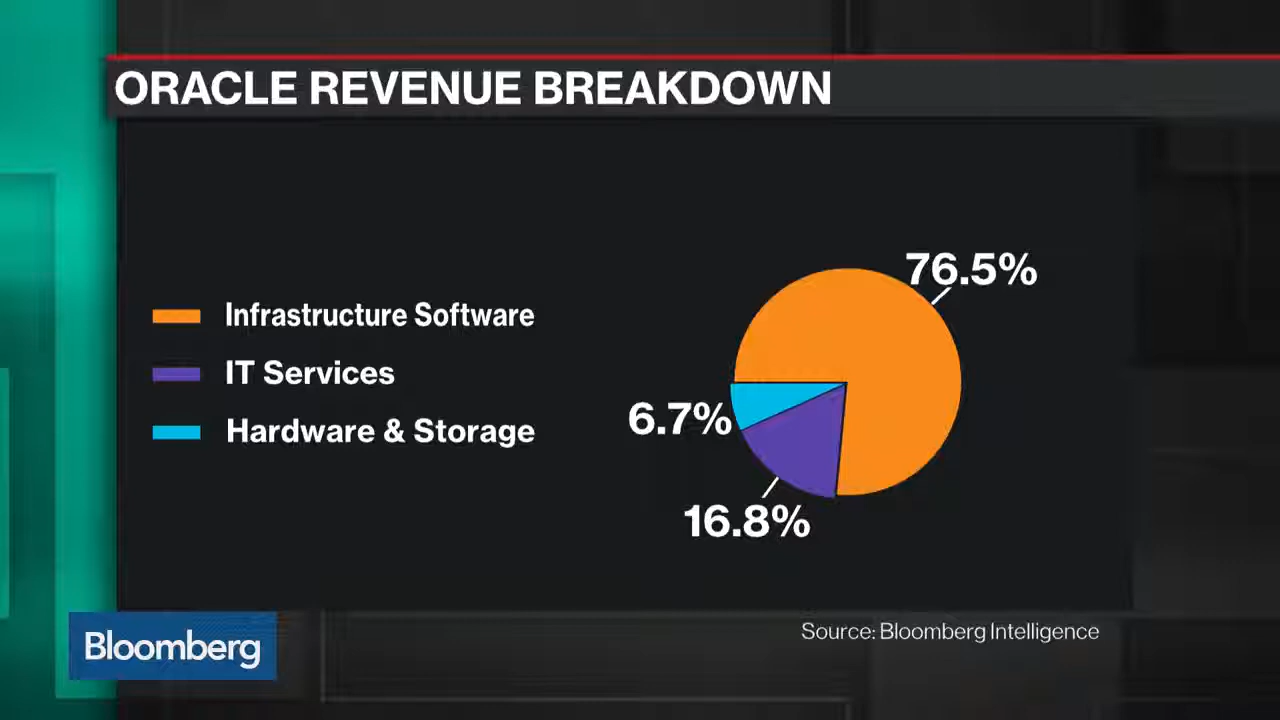 ORACLE REVENUE BREAKDOWN
Infrastructure Software
IT Services
Hardware & Storage
76.5%
6.7%
16.8%
Source: Bloomberg Intelligence
Bloomberg